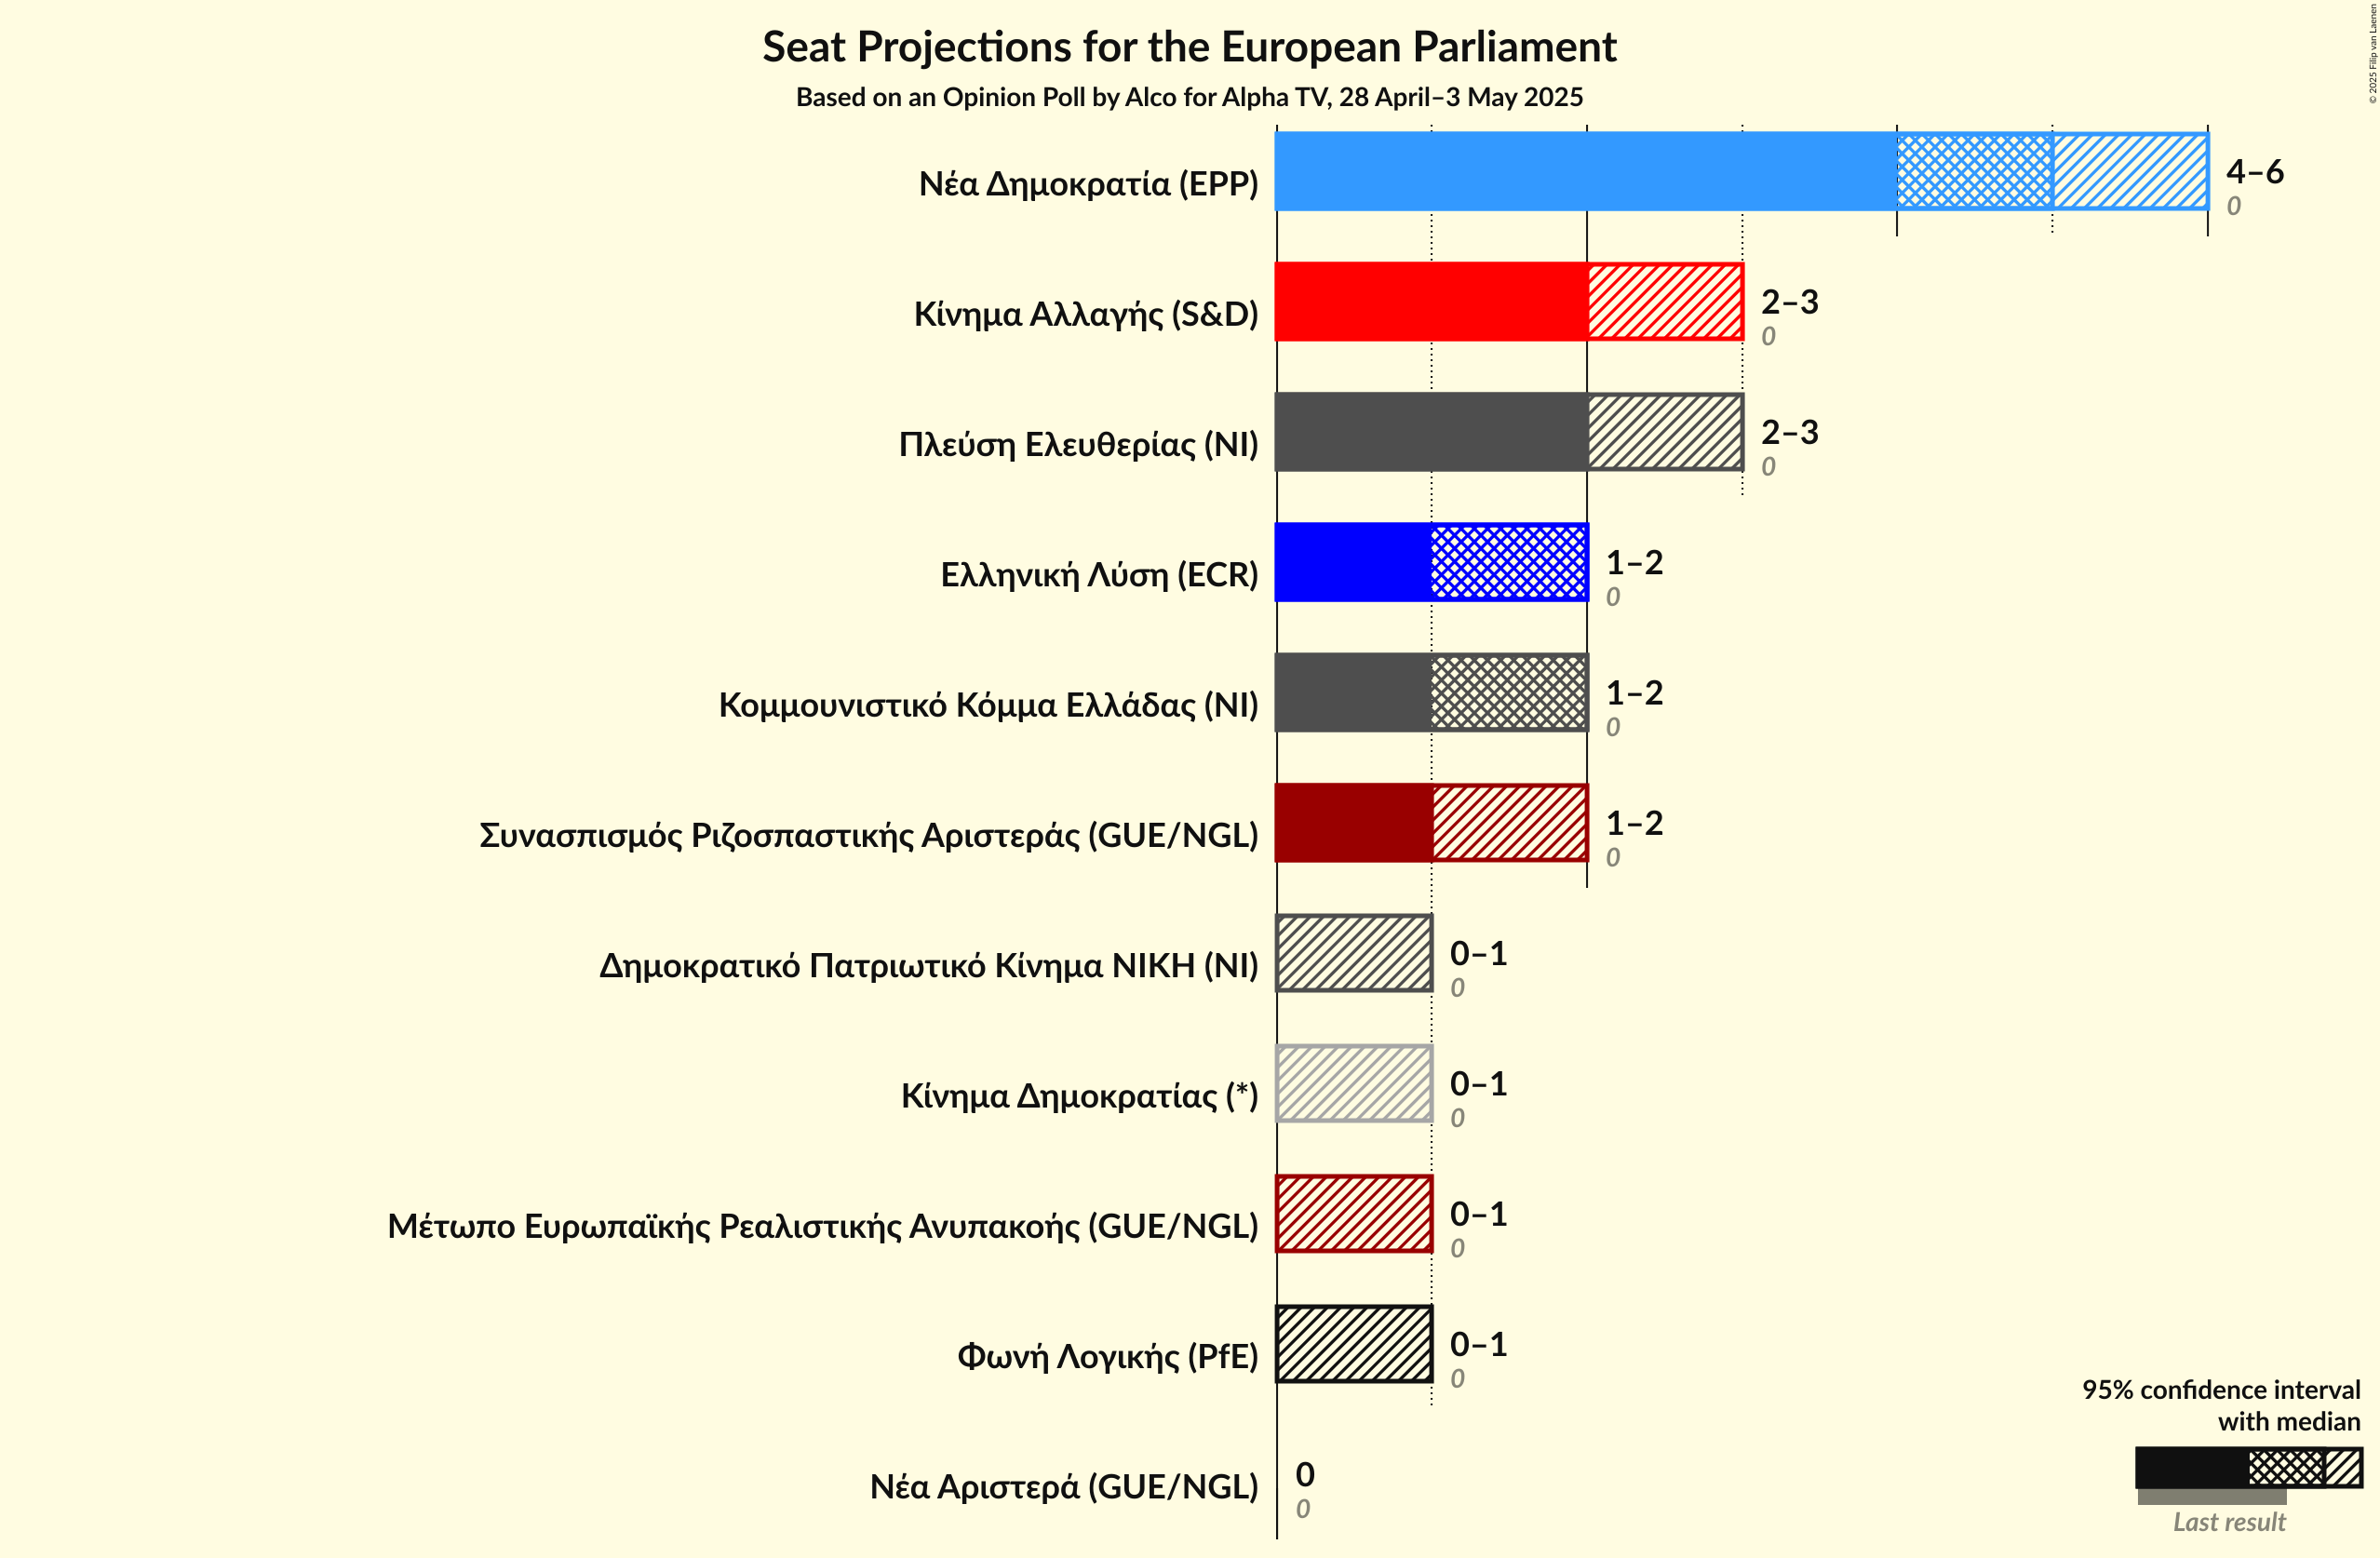 Seat Projections for the European Parliament
Based on an Opinion Poll by Alco for Alpha TV, 28 April–3 May 2025
© 2025 Filip van Laenen
Νέα Δημοκρατία (EPP)
4–6
0
Κίνημα Αλλαγής (S&D)
2–3
0
Πλεύση Ελευθερίας (NI)
2–3
0
Ελληνική Λύση (ECR)
1–2
0
Κομμουνιστικό Κόμμα Ελλάδας (NI)
1–2
0
Συνασπισμός Ριζοσπαστικής Αριστεράς (GUE/NGL)
1–2
0
Δημοκρατικό Πατριωτικό Κίνημα ΝΙΚΗ (NI)
0–1
0
Κίνημα Δημοκρατίας (*)
0–1
0
Μέτωπο Ευρωπαϊκής Ρεαλιστικής Ανυπακοής (GUE/NGL)
0–1
0
Φωνή Λογικής (PfE)
0–1
0
Νέα Αριστερά (GUE/NGL)
0
0
95% confidence interval
with median
Last result